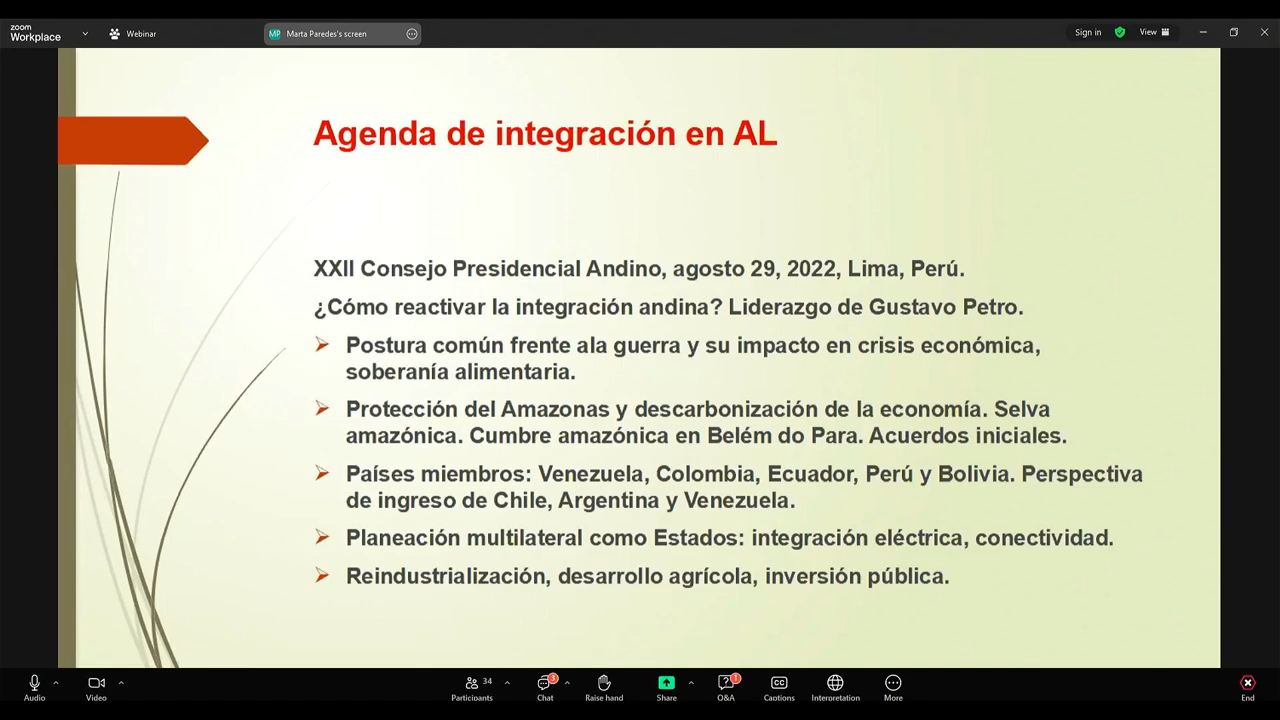 zoom
Workplace
Webinar
MP Marta Paredes's screen
Sign in
View
Agenda de integración en AL
XXII Consejo Presidencial Andino, agosto 29, 2022, Lima, Perú.
¿Cómo reactivar la integración andina? Liderazgo de Gustavo Petro.
Postura común frente ala guerra y su impacto en crisis económica,
soberanía alimentaria.
Protección del Amazonas y descarbonización de la economía. Selva
amazónica. Cumbre amazónica en Belém do Para. Acuerdos iniciales.
Países miembros: Venezuela, Colombia, Ecuador, Perú y Bolivia. Perspectiva
de ingreso de Chile, Argentina y Venezuela.
Planeación multilateral como Estados: integración eléctrica, conectividad.
Reindustrialización, desarrollo agrícola, inversión pública.
Audio
Video
Participants 34
Chat 3
Raise hand
Share
Q&A 1
CC Captions
Interpretation
More
End